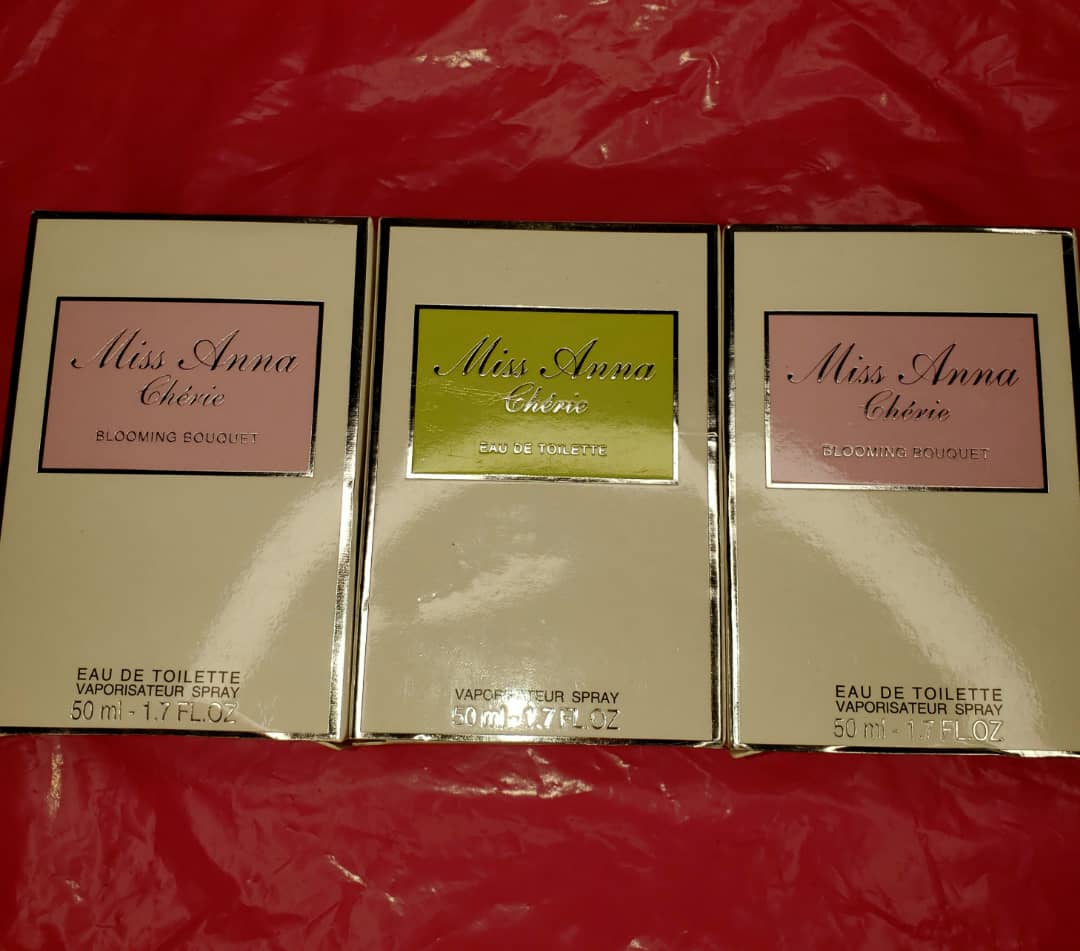 Miss Anna
Chérie
BLOOMING BOUQUET
EAU DE TOILETTE
VAPORISATEUR SPRAY
50 ml - 1.7 FL.OZ
Miss Anna
Chérie
EAU DE TOILETTE
VAPORISATEUR SPRAY
50 ml - 1.7 FL.OZ
Miss Anna
Chérie
BLOOMING BOUQUET
EAU DE TOILETTE
VAPORISATEUR SPRAY
50 ml - 1.7 FL.OZ